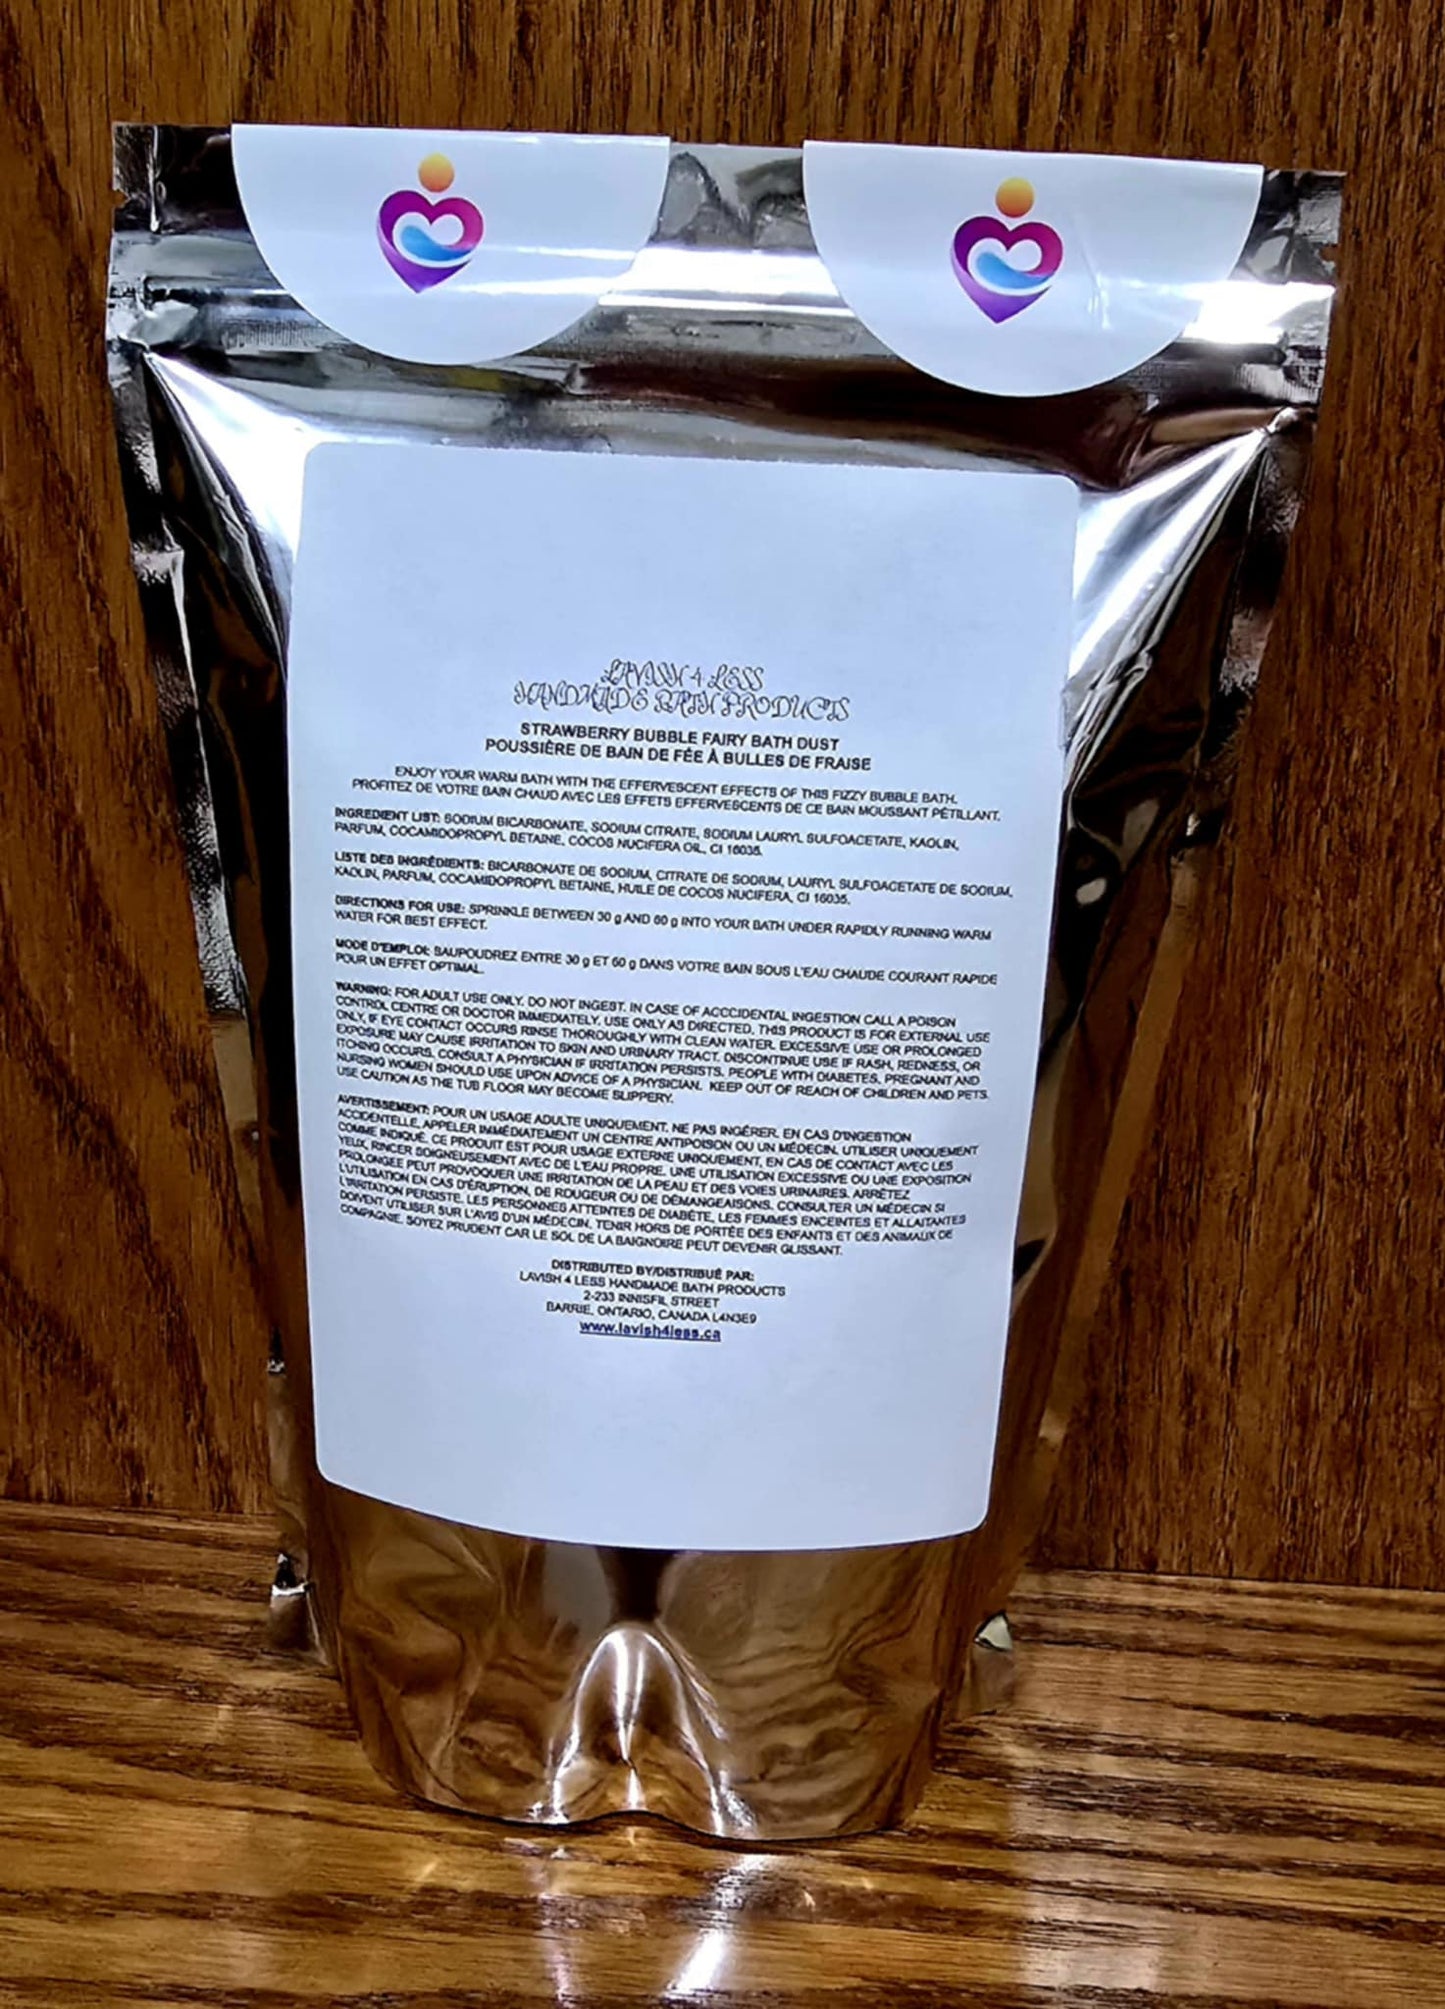 LAVISH 4 LESS
HANDMADE BATH PRODUCTS
STRAWBERRY BUBBLE FAIRY BATH DUST
POUSSIÈRE DE BAIN DE FÉE À BULLES DE FRAISE
ENJOY YOUR WARM BATH WITH THE EFFERVESCENT EFFECTS OF THIS FIZZY BUBBLE BATH.
PROFITEZ DE VOTRE BAIN CHAUD AVEC LES EFFETS EFFERVESCENTS DE CE BAIN MOUSSANT PÉTILLANT.
INGREDIENT LIST: SODIUM BICARBONATE, SODIUM CITRATE, SODIUM LAURYL SULFOACETATE, KAOLIN,
PARFUM, COCAMIDOPROPYL BETAINE, COCOS NUCIFERA OIL, CI 16035.
LISTE DES INGRÉDIENTS: BICARBONATE DE SODIUM, CITRATE DE SODIUM, LAURYL SULFOACETATE DE SODIUM,
KAOLIN, PARFUM, COCAMIDOPROPYL BETAINE, HUILE DE COCOS NUCIFERA, CI 16035.
DIRECTIONS FOR USE: SPRINKLE BETWEEN 30 g AND 60 g INTO YOUR BATH UNDER RAPIDLY RUNNING WARM
WATER FOR BEST EFFECT.
MODE D'EMPLOI: SAUPOUDREZ ENTRE 30 g ET 60 g DANS VOTRE BAIN SOUS L'EAU CHAUDE COURANT RAPIDE
POUR UN EFFET OPTIMAL.
WARNING: FOR ADULT USE ONLY. DO NOT INGEST. IN CASE OF ACCCIDENTAL INGESTION CALL A POISON
CONTROL CENTRE OR DOCTOR IMMEDIATELY. USE ONLY AS DIRECTED. THIS PRODUCT IS FOR EXTERNAL USE
ONLY, IF EYE CONTACT OCCURS RINSE THOROUGHLY WITH CLEAN WATER. EXCESSIVE USE OR PROLONGED
EXPOSURE MAY CAUSE IRRITATION TO SKIN AND URINARY TRACT. DISCONTINUE USE IF RASH, REDNESS, OR
ITCHING OCCURS. CONSULT A PHYSICIAN IF IRRITATION PERSISTS. PEOPLE WITH DIABETES, PREGNANT AND
NURSING WOMEN SHOULD USE UPON ADVICE OF A PHYSICIAN. KEEP OUT OF REACH OF CHILDREN AND PETS.
USE CAUTION AS THE TUB FLOOR MAY BECOME SLIPPERY.
AVERTISSEMENT: POUR UN USAGE ADULTE UNIQUEMENT. NE PAS INGÉRER. EN CAS D'INGESTION
ACCIDENTELLE, APPELER IMMÉDIATEMENT UN CENTRE ANTIPOISON OU UN MÉDECIN. UTILISER UNIQUEMENT
COMME INDIQUÉ. CE PRODUIT EST POUR USAGE EXTERNE UNIQUEMENT, EN CAS DE CONTACT AVEC LES
YEUX, RINCER SOIGNEUSEMENT AVEC DE L'EAU PROPRE. UNE UTILISATION EXCESSIVE OU UNE EXPOSITION
PROLONGEE PEUT PROVOQUER UNE IRRITATION DE LA PEAU ET DES VOIES URINAIRES. ARRÊTEZ
L'UTILISATION EN CAS D'ÉRUPTION, DE ROUGEUR OU DE DÉMANGEAISONS. CONSULTER UN MÉDECIN SI
L'IRRITATION PERSISTE. LES PERSONNES ATTEINTES DE DIABÈTE, LES FEMMES ENCEINTES ET ALLAITANTES
DOIVENT UTILISER SUR L'AVIS D'UN MÉDECIN. TENIR HORS DE PORTÉE DES ENFANTS ET DES ANIMAUX DE
COMPAGNIE. SOYEZ PRUDENT CAR LE SOL DE LA BAIGNOIRE PEUT DEVENIR GLISSANT.
DISTRIBUTED BY/DISTRIBUÉ PAR:
LAVISH 4 LESS HANDMADE BATH PRODUCTS
2-233 INNISFIL STREET
BARRIE, ONTARIO, CANADA L4N3E9
www.lavish4less.ca